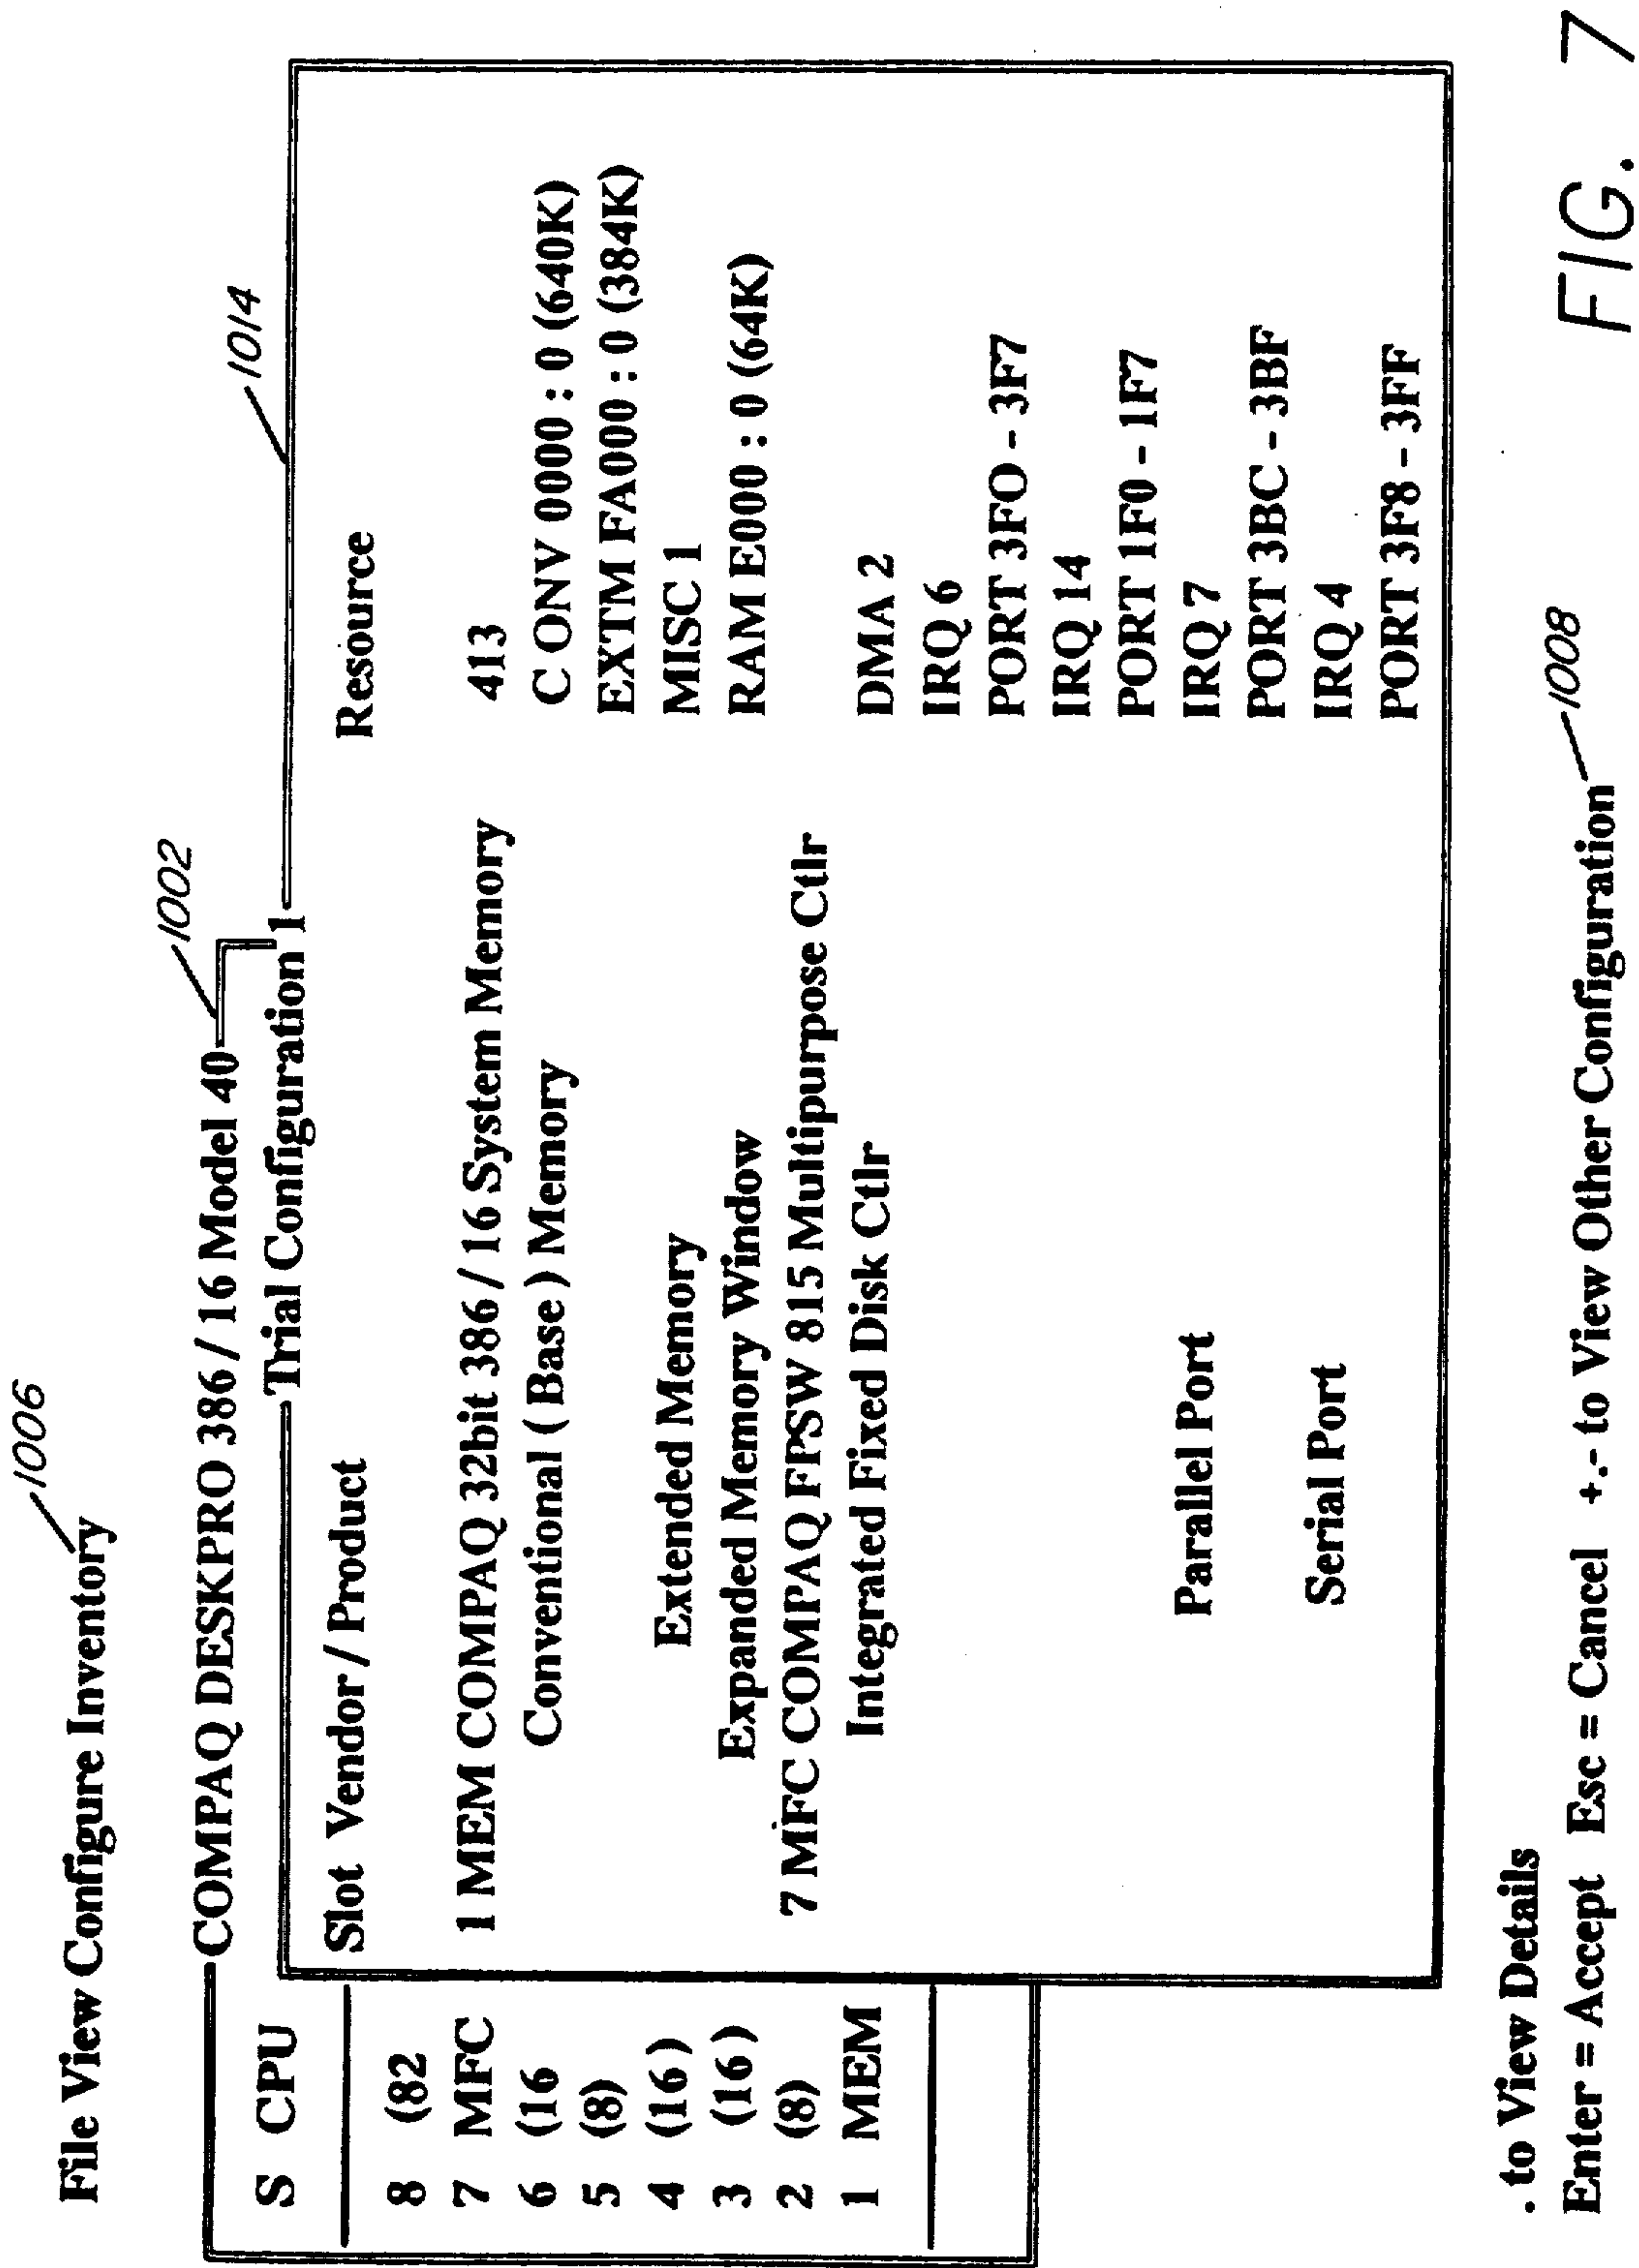 File View Configure Inventory
1006
COMPAQ DESKPRO 386 / 16 Model 40
1002
Trial Configuration 1
1014
S CPU
8 (82
7 MFC
6 (16
5 (8)
4 (16)
3 (16)
2 (8)
1 MEM
Slot Vendor / Product Resource
1 MEM COMPAQ 32bit 386 / 16 System Memory 413
Conventional ( Base ) Memory C ONV 0000 : 0 (640K)
EXTM FA000 : 0 (384K)
Extended Memory MISC 1
Expanded Memory Window RAM E000 : 0 (64K)
7 MFC COMPAQ FPSW 815 Multipurpose Ctlr
Integrated Fixed Disk Ctlr DMA 2
IRQ 6
PORT 3FO - 3F7
IRQ 14
PORT 1F0 - 1F7
Parallel Port IRQ 7
PORT 3BC - 3BF
Serial Port IRQ 4
PORT 3F8 - 3FF
. to View Details
Enter = Accept Esc = Cancel +.- to View Other Configuration
1008
FIG. 7